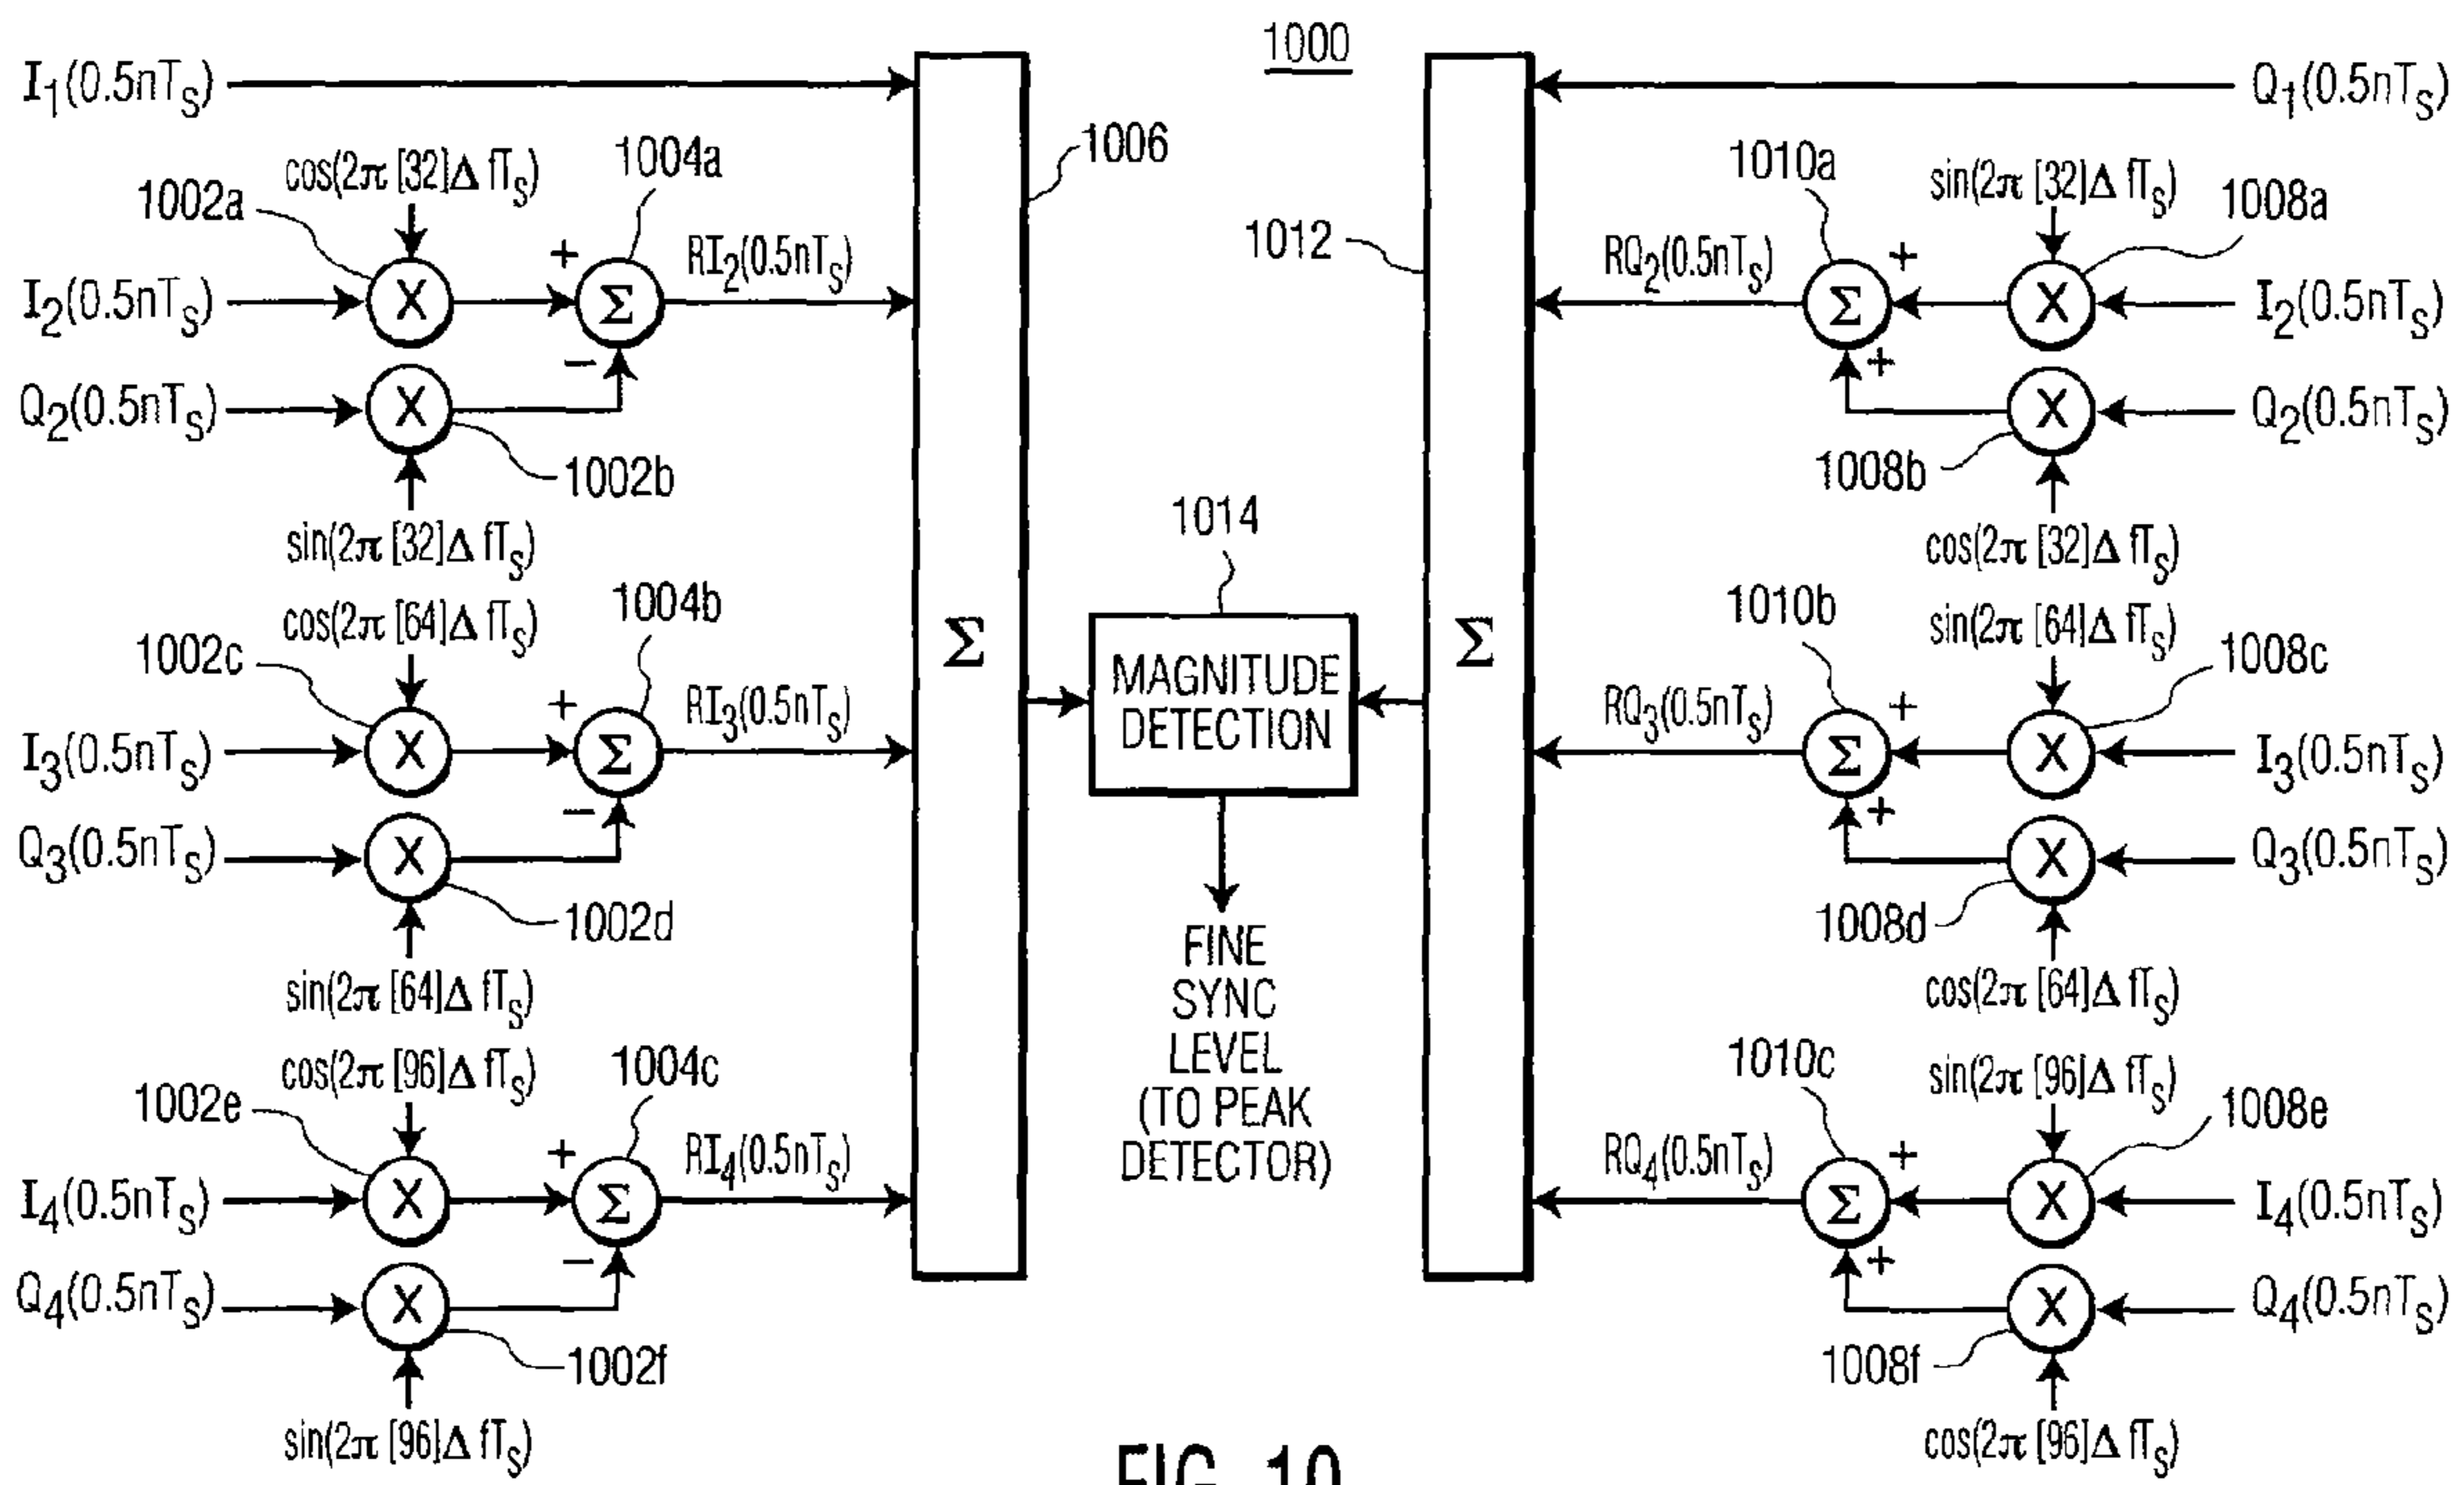 1000
I₁(0.5nTₛ)
cos(2π [32]Δ fTₛ)
1004a
1002a
1006
I₂(0.5nTₛ)
+
Σ
X
RI₂(0.5nTₛ)
−
Q₂(0.5nTₛ)
X
1002b
sin(2π [32]Δ fTₛ)
cos(2π [64]Δ fTₛ)
1004b
1002c
I₃(0.5nTₛ)
X
+
Σ
RI₃(0.5nTₛ)
−
Q₃(0.5nTₛ)
X
1002d
sin(2π [64]Δ fTₛ)
cos(2π [96]Δ fTₛ)
1004c
1002e
I₄(0.5nTₛ)
X
+
Σ
RI₄(0.5nTₛ)
−
Q₄(0.5nTₛ)
X
1002f
sin(2π [96]Δ fTₛ)
Σ
1014
MAGNITUDE
DETECTION
FINE
SYNC
LEVEL
(TO PEAK
DETECTOR)
Σ
1012
Q₁(0.5nTₛ)
1010a
sin(2π [32]Δ fTₛ)
1008a
RQ₂(0.5nTₛ)
Σ
+
X
I₂(0.5nTₛ)
+
X
Q₂(0.5nTₛ)
1008b
cos(2π [32]Δ fTₛ)
1010b
sin(2π [64]Δ fTₛ)
1008c
RQ₃(0.5nTₛ)
Σ
+
X
I₃(0.5nTₛ)
+
X
Q₃(0.5nTₛ)
1008d
cos(2π [64]Δ fTₛ)
1010c
sin(2π [96]Δ fTₛ)
1008e
RQ₄(0.5nTₛ)
Σ
+
X
I₄(0.5nTₛ)
+
X
Q₄(0.5nTₛ)
1008f
cos(2π [96]Δ fTₛ)
FIG. 10